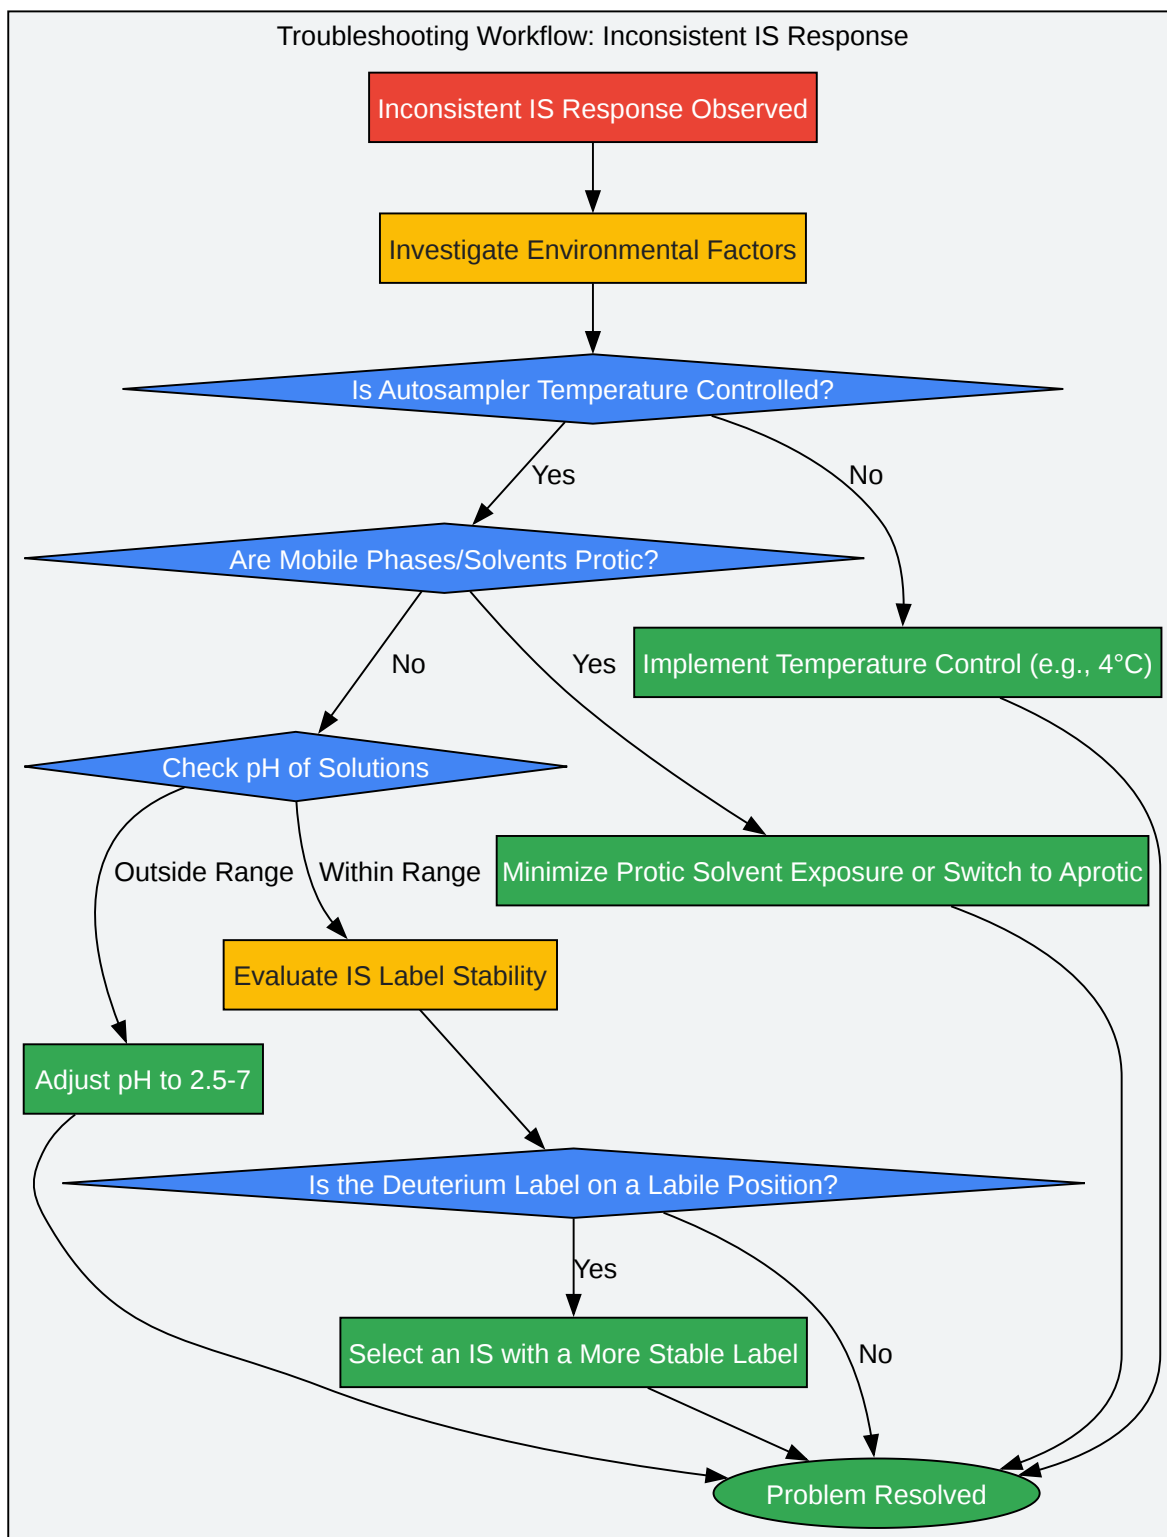 Troubleshooting Workflow: Inconsistent IS Response
Inconsistent IS Response Observed
Investigate Environmental Factors
Is Autosampler Temperature Controlled?
Yes
No
Are Mobile Phases/Solvents Protic?
No
Yes
Implement Temperature Control (e.g., 4°C)
Check pH of Solutions
Outside Range
Within Range
Minimize Protic Solvent Exposure or Switch to Aprotic
Evaluate IS Label Stability
Adjust pH to 2.5-7
Is the Deuterium Label on a Labile Position?
Yes
Select an IS with a More Stable Label
No
Problem Resolved